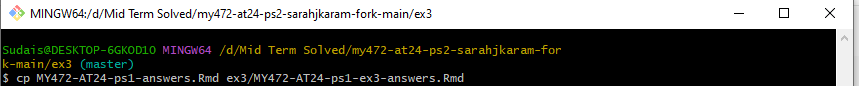 MINGW64:/d/Mid Term Solved/my472-at24-ps2-sarahjkaram-fork-main/ex3
Sudais@DESKTOP-6GKOD1O MINGW64 /d/Mid Term Solved/my472-at24-ps2-sarahjkaram-for
k-main/ex3 (master)
$ cp MY472-AT24-ps1-answers.Rmd ex3/MY472-AT24-ps1-ex3-answers.Rmd